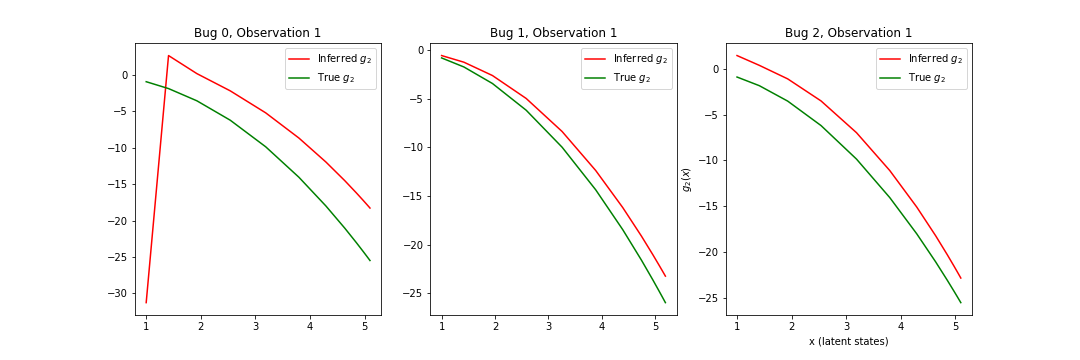 Bug 0, Observation 1
Inferred g₂
True g₂
0
−5
−10
−15
−20
−25
−30
1 2 3 4 5
Bug 1, Observation 1
Inferred g₂
True g₂
0
−5
−10
−15
−20
−25
1 2 3 4 5
Bug 2, Observation 1
Inferred g₂
True g₂
g₂(x)
0
−5
−10
−15
−20
−25
1 2 3 4 5
x (latent states)